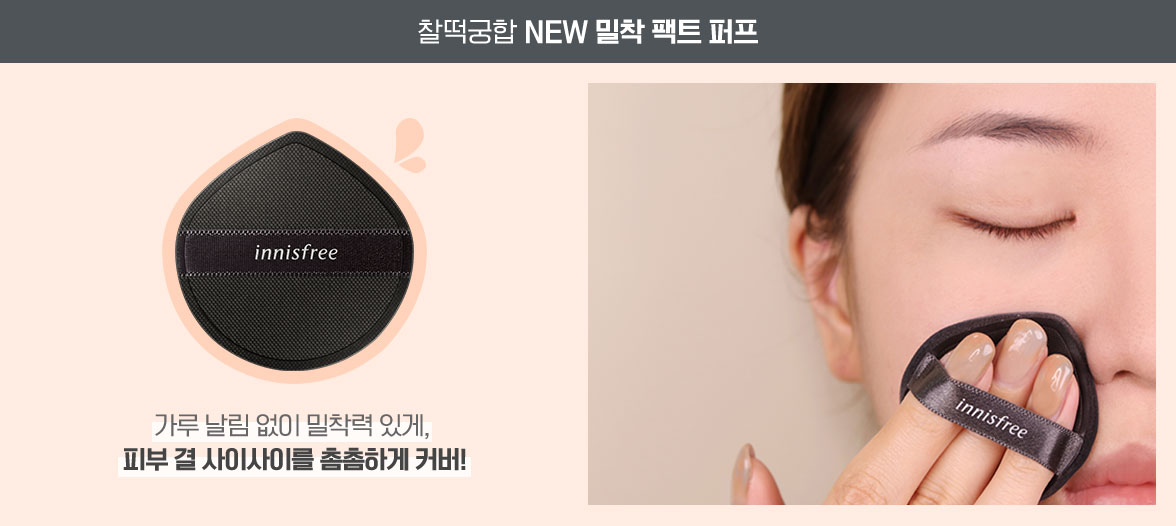 찰떡궁합 NEW 밀착 팩트 퍼프
innisfree
innisfree
가루 날림 없이 밀착력 있게,
피부 결 사이사이를 촘촘하게 커버!